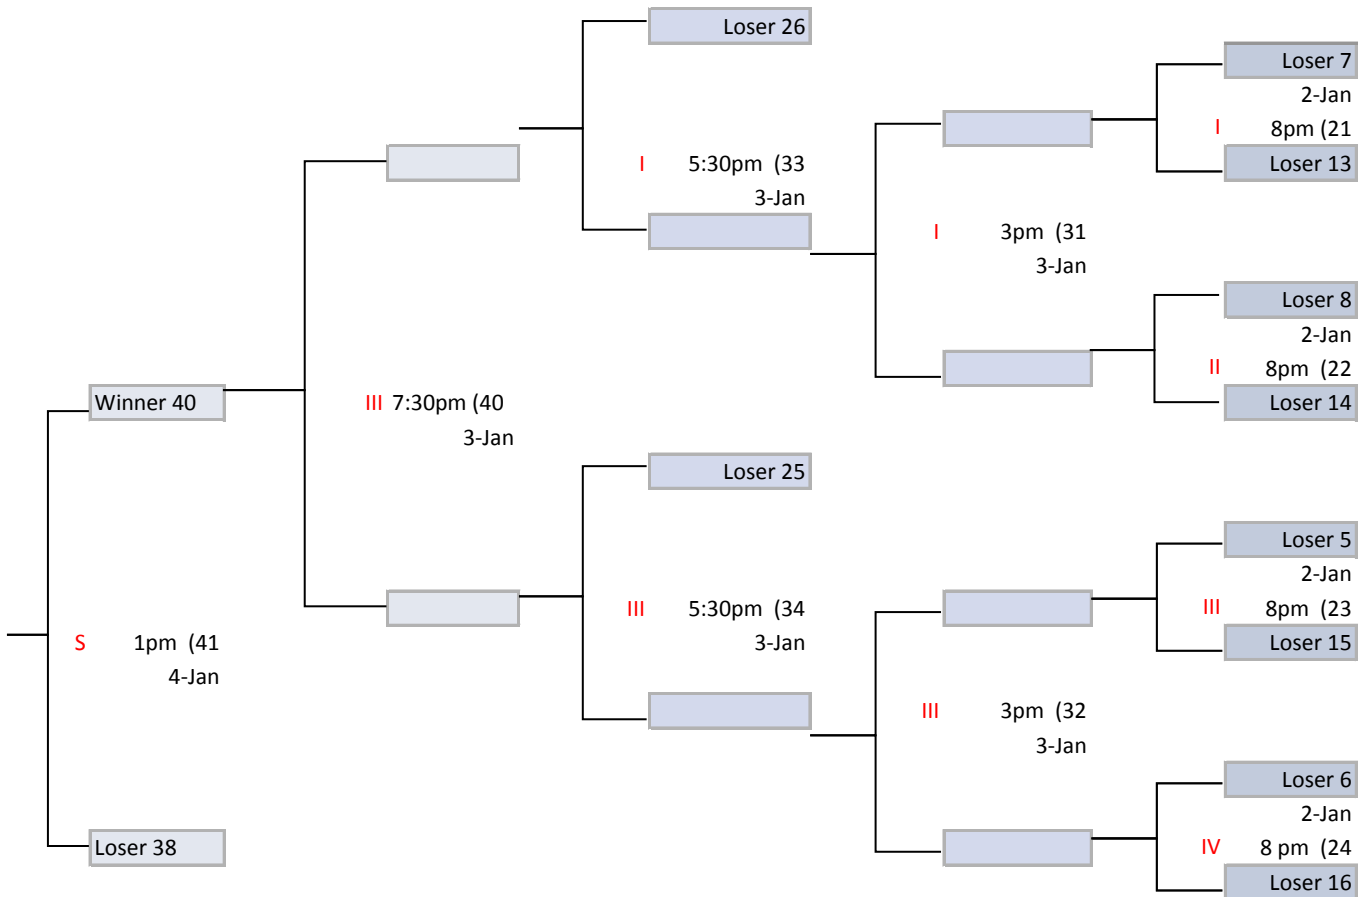 Loser 26
Loser 7
2-Jan
I 8pm (21
Loser 13
I 5:30pm (33
3-Jan
I 3pm (31
3-Jan
Loser 8
2-Jan
II 8pm (22
Loser 14
Winner 40
III 7:30pm (40
3-Jan
Loser 25
Loser 5
2-Jan
III 8pm (23
Loser 15
III 5:30pm (34
3-Jan
S 1pm (41
4-Jan
III 3pm (32
3-Jan
Loser 6
2-Jan
IV 8 pm (24
Loser 16
Loser 38